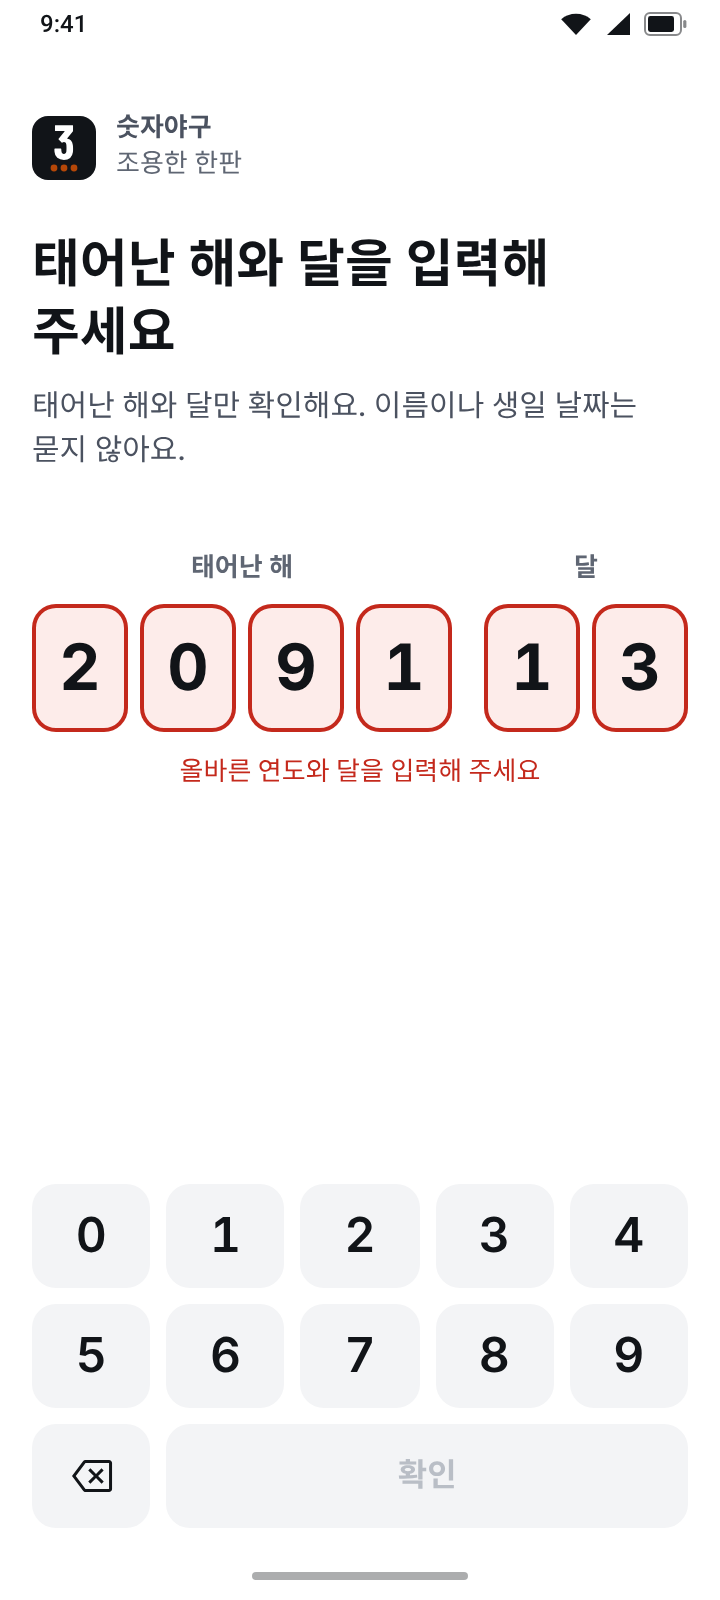 9:41
3
숫자야구
조용한 한판
태어난 해와 달을 입력해
주세요
태어난 해와 달만 확인해요. 이름이나 생일 날짜는
묻지 않아요.
태어난 해 달
2 0 9 1 1 3
올바른 연도와 달을 입력해 주세요
0 1 2 3 4
5 6 7 8 9
확인